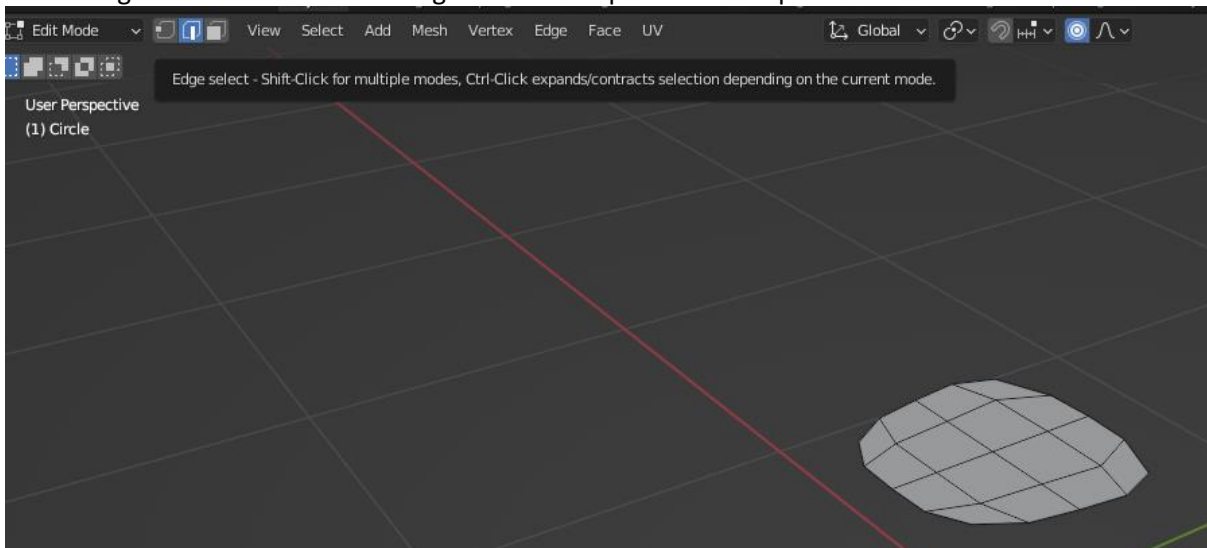 Edit Mode View Select Add Mesh Vertex Edge Face UV Global
Edge select - Shift-Click for multiple modes, Ctrl-Click expands/contracts selection depending on the current mode.
User Perspective
(1) Circle